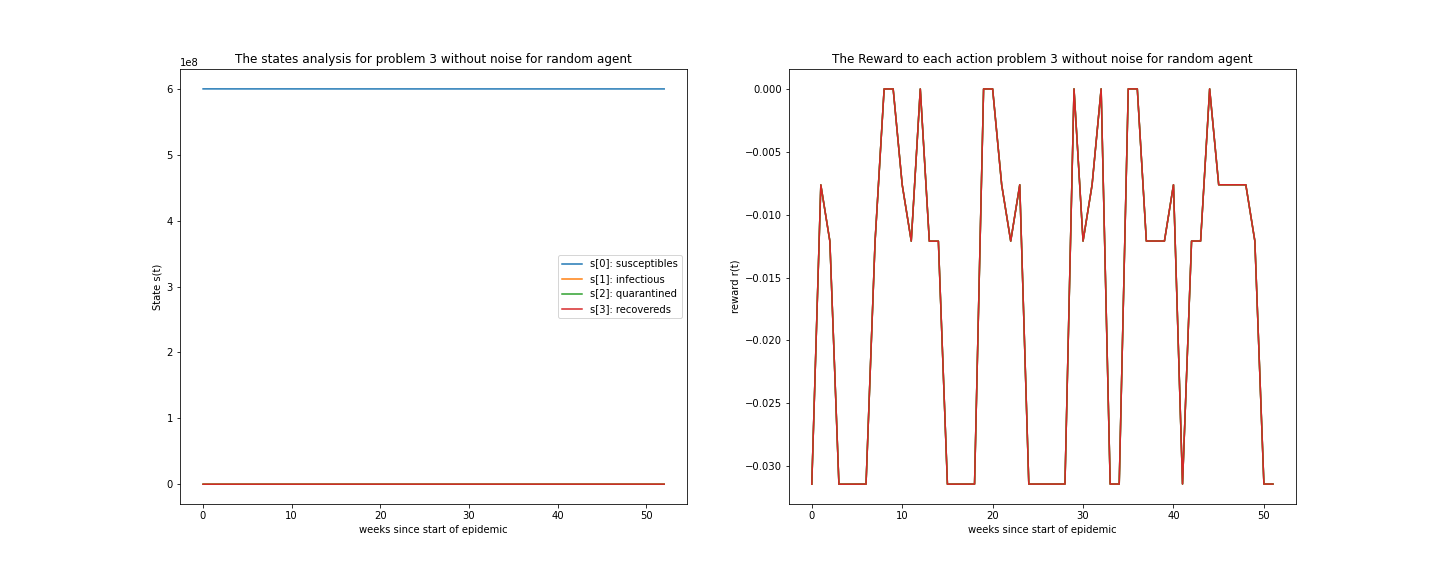 The states analysis for problem 3 without noise for random agent
1e8
6
5
4
3
2
1
0
State s(t)
s[0]: susceptibles
s[1]: infectious
s[2]: quarantined
s[3]: recovereds
0 10 20 30 40 50
weeks since start of epidemic
The Reward to each action problem 3 without noise for random agent
0.000
−0.005
−0.010
−0.015
−0.020
−0.025
−0.030
reward r(t)
0 10 20 30 40 50
weeks since start of epidemic